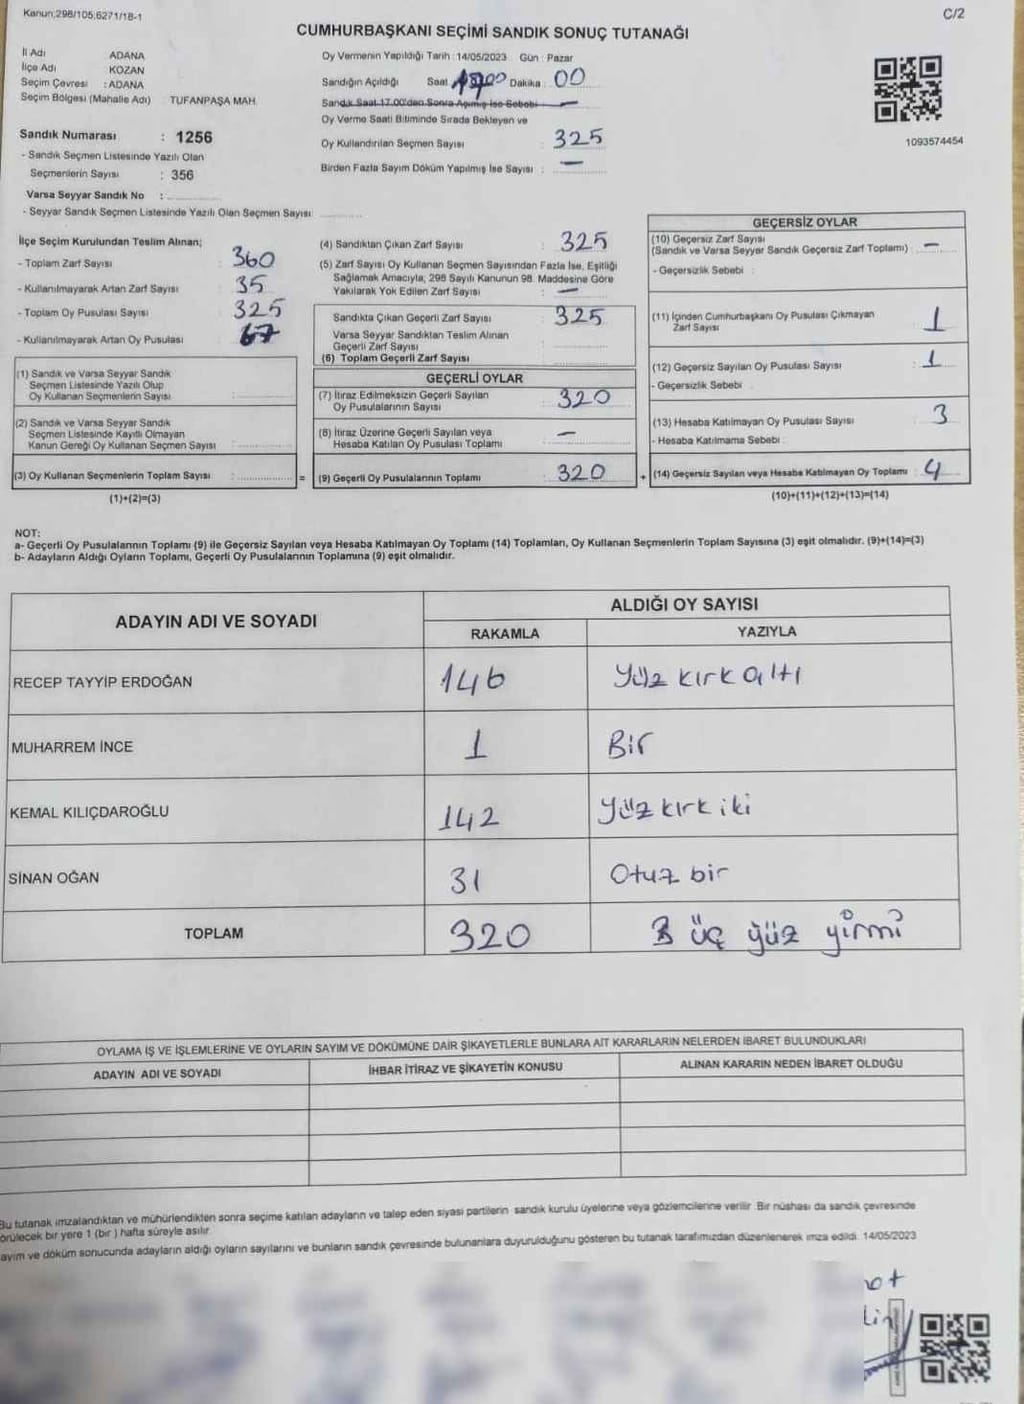 Kanun;298/105;6271/18-1
C/2
CUMHURBAŞKANI SEÇİMİ SANDIK SONUÇ TUTANAĞI
İl Adı ADANA
İlçe Adı KOZAN
Seçim Çevresi : ADANA
Seçim Bölgesi (Mahalle Adı) TUFANPAŞA MAH.
Sandık Numarası : 1256
- Sandık Seçmen Listesinde Yazılı Olan
Seçmenlerin Sayısı : 356
Varsa Seyyar Sandık No :
- Seyyar Sandık Seçmen Listesinde Yazılı Olan Seçmen Sayısı
Oy Vermenin Yapıldığı Tarih : 14/05/2023 Gün : Pazar
Sandığın Açıldığı Saat Dakika : 00
Sandık Saat 17.00'den Sonra Açılmış İse Sebebi —
Oy Verme Saati Bitiminde Sırada Bekleyen ve
Oy Kullandırılan Seçmen Sayısı : 325
Birden Fazla Sayım Döküm Yapılmış İse Sayısı : —
1093574454
İlçe Seçim Kurulundan Teslim Alınan;
- Toplam Zarf Sayısı 360
- Kullanılmayarak Artan Zarf Sayısı 35
- Toplam Oy Pusulası Sayısı 325
- Kullanılmayarak Artan Oy Pusulası
(1) Sandık ve Varsa Seyyar Sandık
Seçmen Listesinde Yazılı Olup
Oy Kullanan Seçmenlerin Sayısı
(2) Sandık ve Varsa Seyyar Sandık
Seçmen Listesinde Kayıtlı Olmayan
Kanun Gereği Oy Kullanan Seçmen Sayısı
(3) Oy Kullanan Seçmenlerin Toplam Sayısı : =
(1)+(2)=(3)
(4) Sandıktan Çıkan Zarf Sayısı : 325
(5) Zarf Sayısı Oy Kullanan Seçmen Sayısından Fazla İse, Eşitliği
Sağlamak Amacıyla, 298 Sayılı Kanunun 98. Maddesine Göre
Yakılarak Yok Edilen Zarf Sayısı : —
Sandıkta Çıkan Geçerli Zarf Sayısı : 325
Varsa Seyyar Sandıktan Teslim Alınan
Geçerli Zarf Sayısı
(6) Toplam Geçerli Zarf Sayısı
GEÇERLİ OYLAR
(7) İtiraz Edilmeksizin Geçerli Sayılan
Oy Pusulalarının Sayısı 320
(8) İtiraz Üzerine Geçerli Sayılan veya
Hesaba Katılan Oy Pusulası Toplamı —
(9) Geçerli Oy Pusulalarının Toplamı : 320 +
GEÇERSİZ OYLAR
(10) Geçersiz Zarf Sayısı
(Sandık ve Varsa Seyyar Sandık Geçersiz Zarf Toplamı) : —
- Geçersizlik Sebebi :
(11) İçinden Cumhurbaşkanı Oy Pusulası Çıkmayan
Zarf Sayısı 1
(12) Geçersiz Sayılan Oy Pusulası Sayısı : 1
- Geçersizlik Sebebi
(13) Hesaba Katılmayan Oy Pusulası Sayısı : 3
- Hesaba Katılmama Sebebi :
(14) Geçersiz Sayılan veya Hesaba Katılmayan Oy Toplamı : 4
(10)+(11)+(12)+(13)=(14)
NOT:
a- Geçerli Oy Pusulalarının Toplamı (9) ile Geçersiz Sayılan veya Hesaba Katılmayan Oy Toplamı (14) Toplamları, Oy Kullanan Seçmenlerin Toplam Sayısına (3) eşit olmalıdır. (9)+(14)=(3)
b- Adayların Aldığı Oyların Toplamı, Geçerli Oy Pusulalarının Toplamına (9) eşit olmalıdır.
ADAYIN ADI VE SOYADI
ALDIĞI OY SAYISI
RAKAMLA YAZIYLA
RECEP TAYYİP ERDOĞAN 146 Yüz kırk altı
MUHARREM İNCE 1 Bir
KEMAL KILIÇDAROĞLU 142 Yüz kırk iki
SİNAN OĞAN 31 Otuz bir
TOPLAM 320 üç yüz yirmi
OYLAMA İŞ VE İŞLEMLERİNE VE OYLARIN SAYIM VE DÖKÜMÜNE DAİR ŞİKAYETLERLE BUNLARA AİT KARARLARIN NELERDEN İBARET BULUNDUKLARI
ADAYIN ADI VE SOYADI İHBAR İTİRAZ VE ŞİKAYETİN KONUSU ALINAN KARARIN NEDEN İBARET OLDUĞU
Bu tutanak imzalandıktan ve mühürlendikten sonra seçime katılan adayların ve talep eden siyasi partilerin sandık kurulu üyelerine veya gözlemcilerine verilir. Bir nüshası da sandık çevresinde
örülecek bir yere 1 (bir) hafta süreyle asılır.
ayım ve döküm sonucunda adayların aldığı oyların sayılarını ve bunların sandık çevresinde bulunanlara duyurulduğunu gösteren bu tutanak tarafımızdan düzenlenerek imza edildi. 14/05/2023